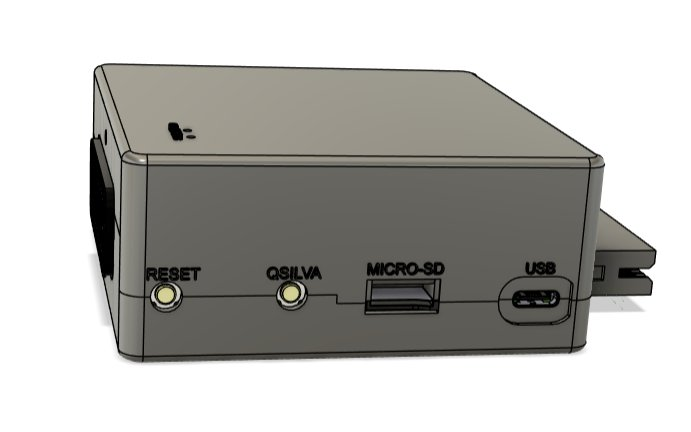 RESET
QSILVA
MICRO-SD
USB